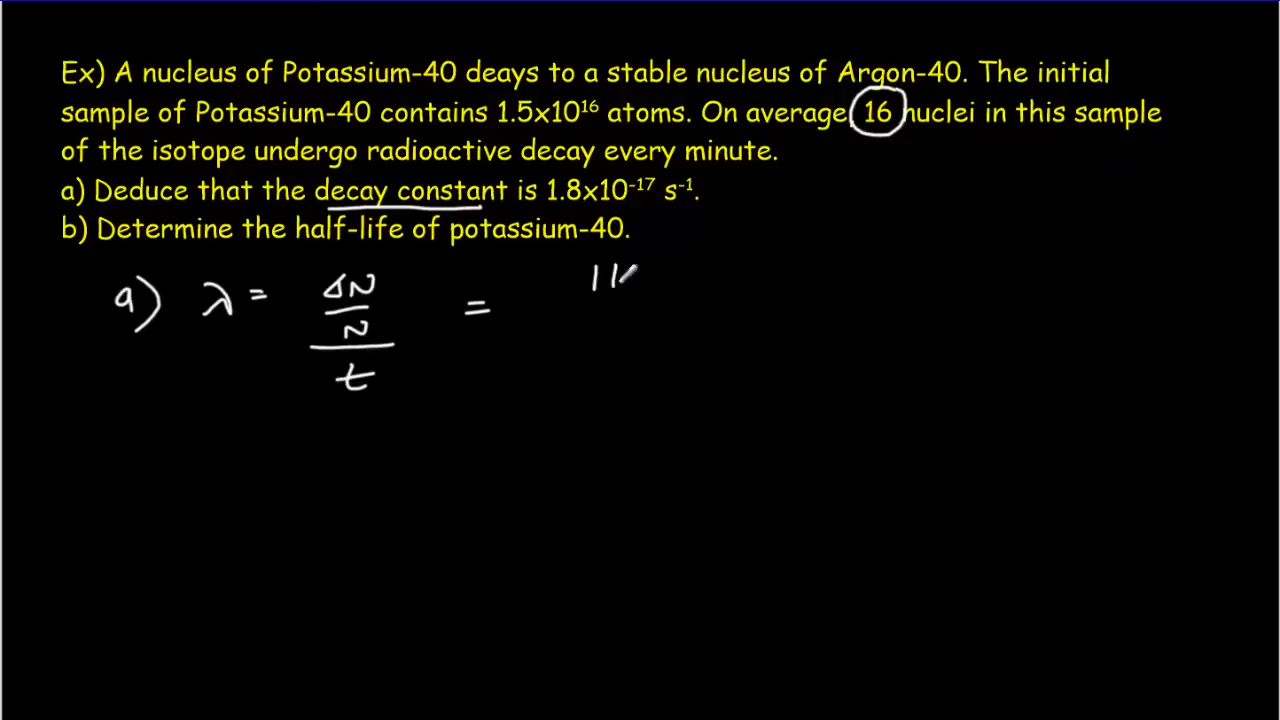 Ex) A nucleus of Potassium-40 deays to a stable nucleus of Argon-40. The initial
sample of Potassium-40 contains 1.5x10¹⁶ atoms. On average, 16 nuclei in this sample
of the isotope undergo radioactive decay every minute.
a) Deduce that the decay constant is 1.8x10⁻¹⁷ s⁻¹.
b) Determine the half-life of potassium-40.
a) λ = ΔN / N / t =